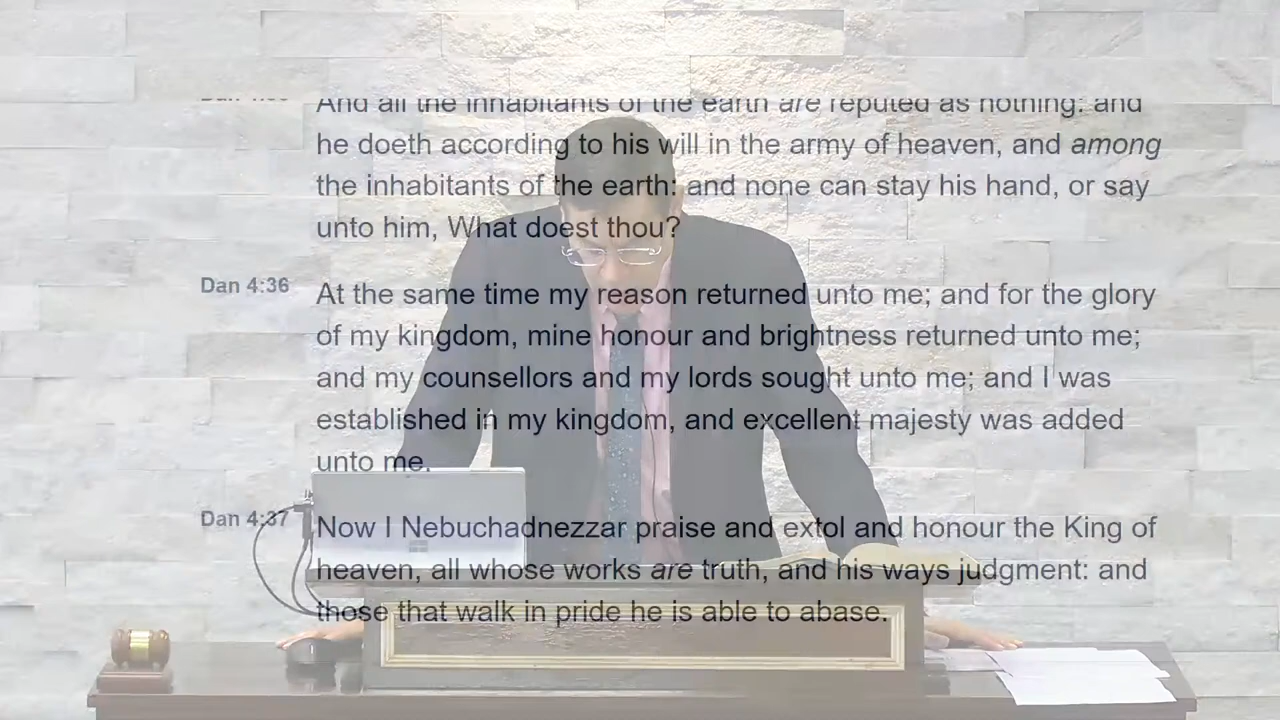 And all the inhabitants of the earth are reputed as nothing: and
he doeth according to his will in the army of heaven, and among
the inhabitants of the earth: and none can stay his hand, or say
unto him, What doest thou?
Dan 4:36 At the same time my reason returned unto me; and for the glory
of my kingdom, mine honour and brightness returned unto me;
and my counsellors and my lords sought unto me; and I was
established in my kingdom, and excellent majesty was added
unto me.
Dan 4:37 Now I Nebuchadnezzar praise and extol and honour the King of
heaven, all whose works are truth, and his ways judgment: and
those that walk in pride he is able to abase.